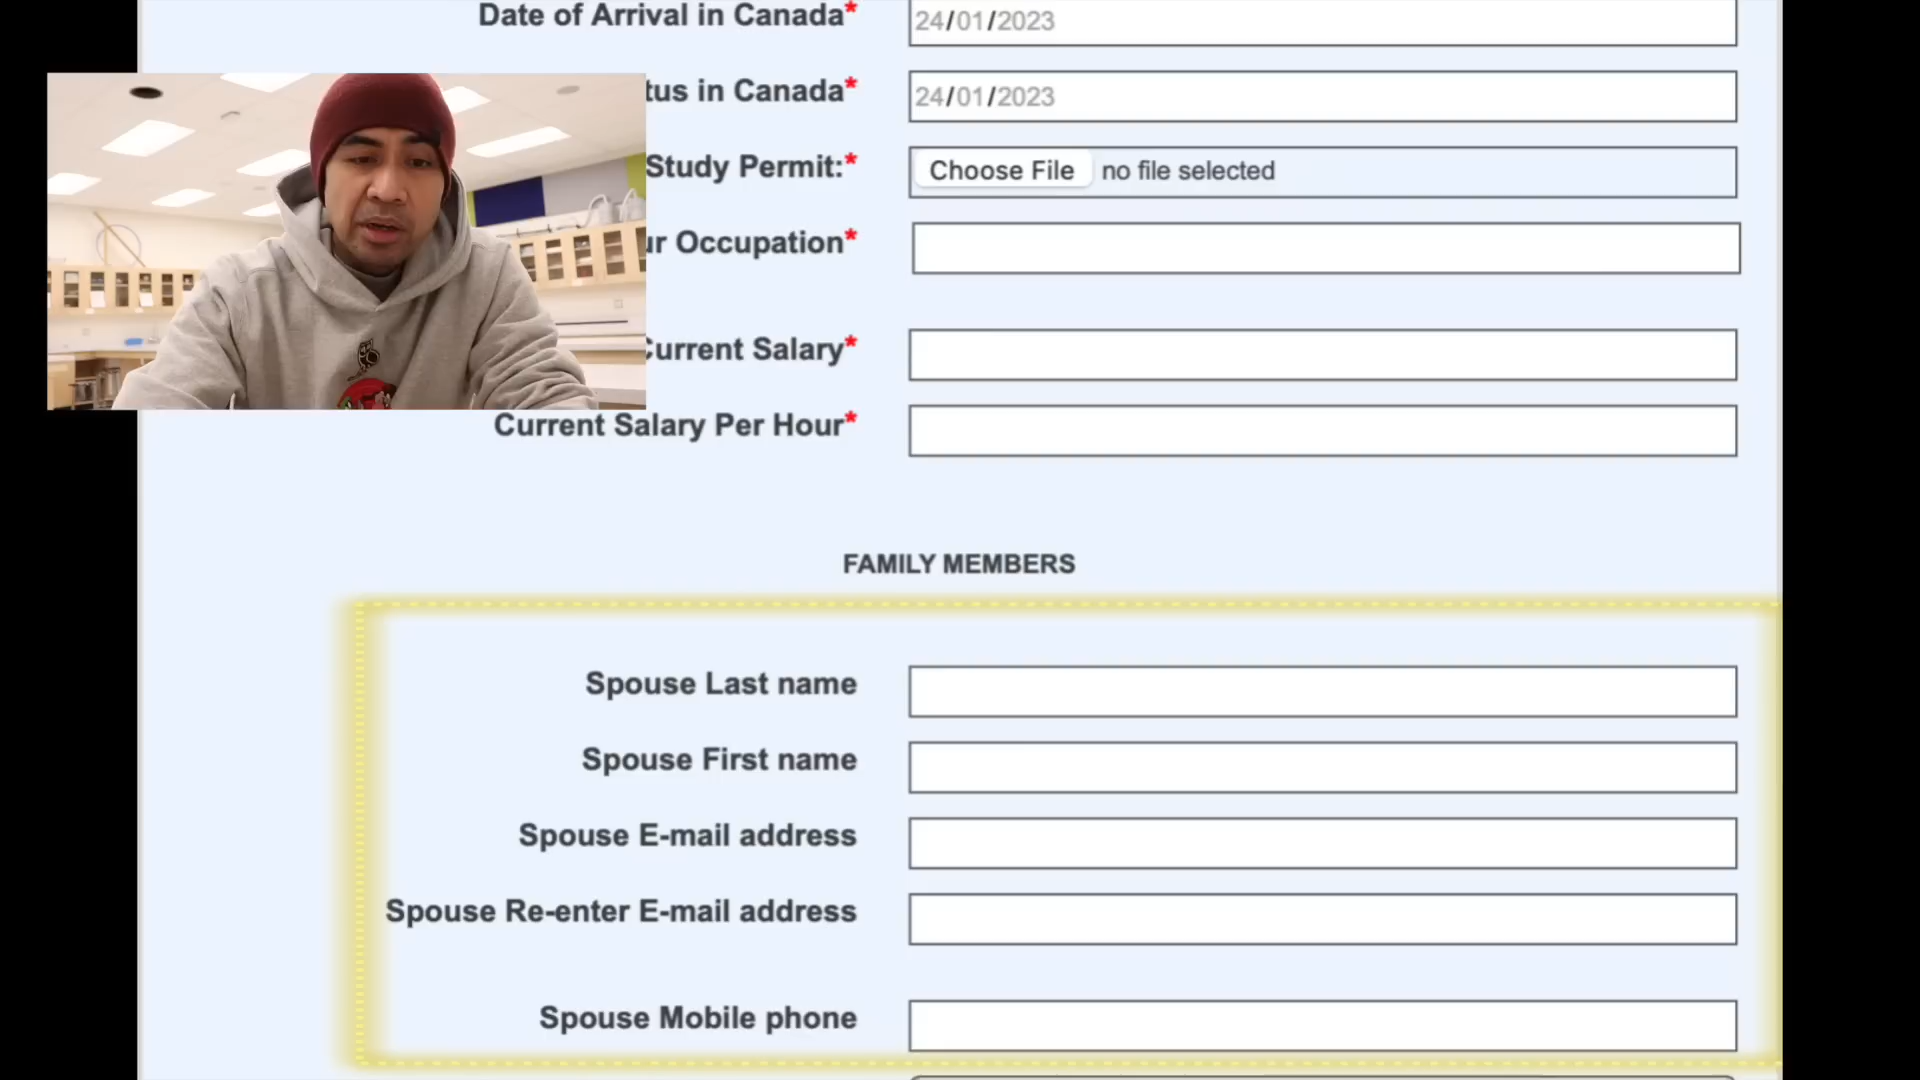 Date of Arrival in Canada*
24/01/2023
tus in Canada*
24/01/2023
Study Permit:*
Choose File no file selected
ur Occupation*
Current Salary*
Current Salary Per Hour*
FAMILY MEMBERS
Spouse Last name
Spouse First name
Spouse E-mail address
Spouse Re-enter E-mail address
Spouse Mobile phone